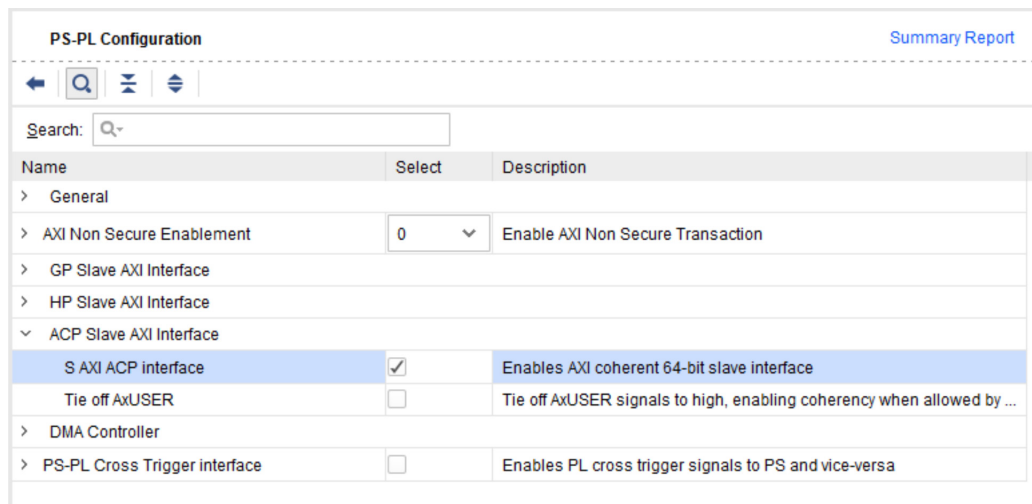 PS-PL Configuration
Summary Report
Search:
Name Select Description
General
AXI Non Secure Enablement 0 Enable AXI Non Secure Transaction
GP Slave AXI Interface
HP Slave AXI Interface
ACP Slave AXI Interface
S AXI ACP interface Enables AXI coherent 64-bit slave interface
Tie off AxUSER Tie off AxUSER signals to high, enabling coherency when allowed by ...
DMA Controller
PS-PL Cross Trigger interface Enables PL cross trigger signals to PS and vice-versa